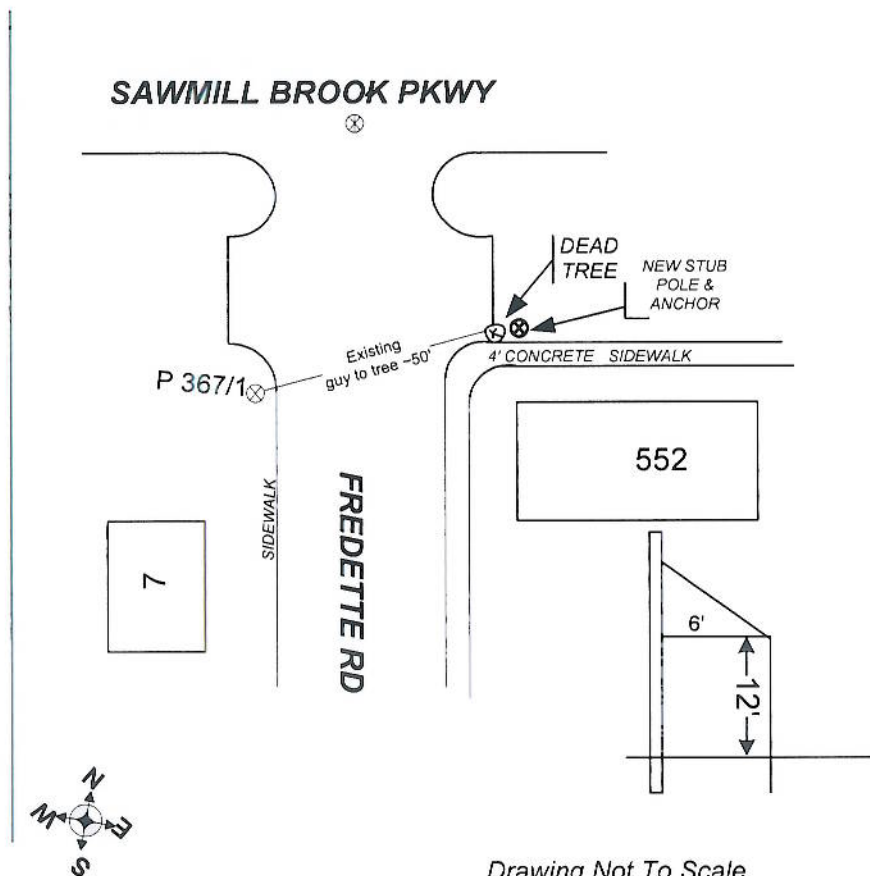 SAWMILL BROOK PKWY
DEAD
TREE
NEW STUB
POLE &
ANCHOR
Existing
guy to tree ~50'
4' CONCRETE SIDEWALK
P 367/1
552
SIDEWALK
FREDETTE RD
7
6'
12'
N
W
E
S
Drawing Not To Scale